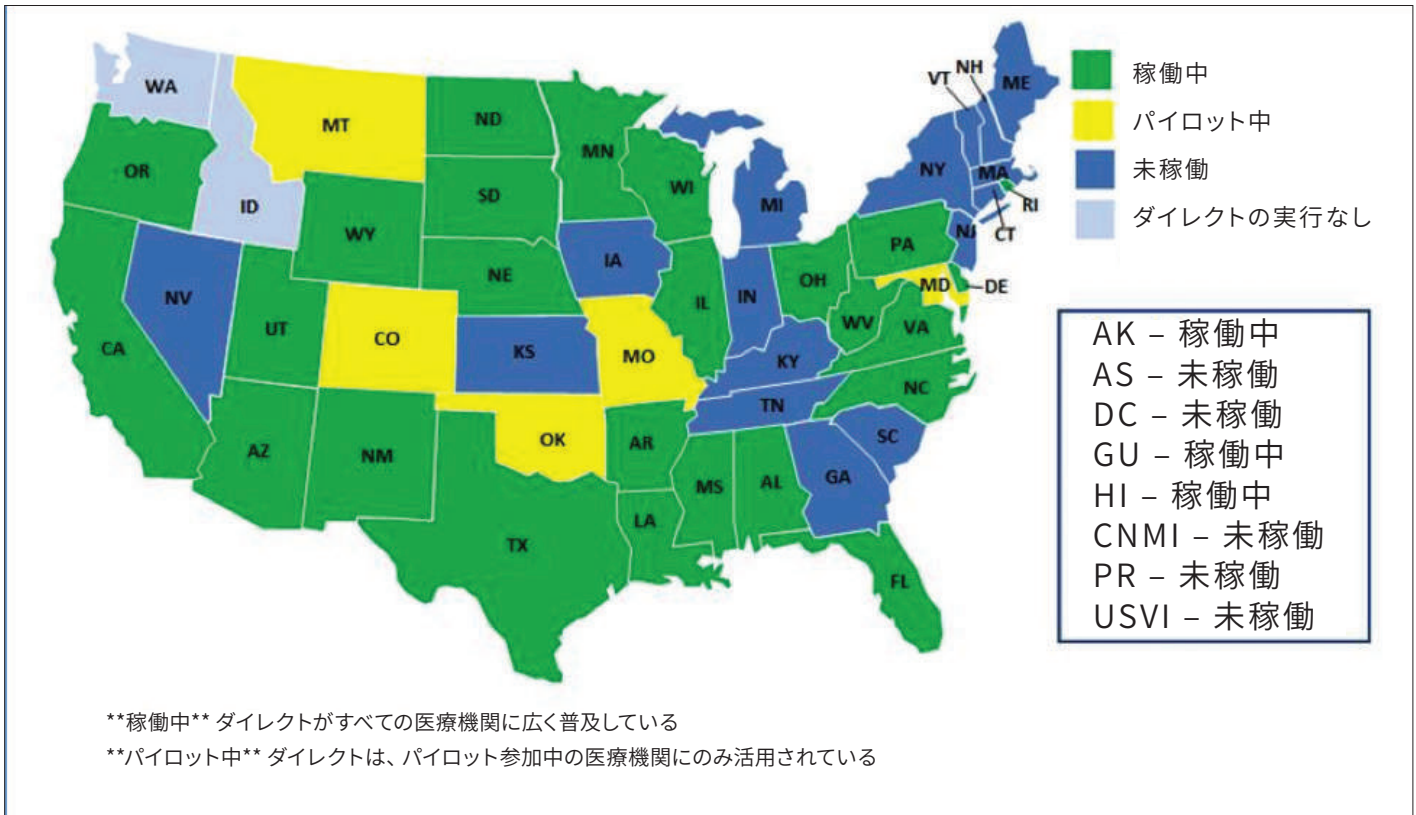 WA
MT
ND
MN
VT
NH
ME
OR
ID
SD
WI
MI
NY
MA
RI
CT
WY
NE
IA
PA
NJ
NV
UT
CO
KS
MO
IL
IN
OH
MD
DE
WV
VA
CA
KY
NC
AZ
NM
OK
AR
TN
SC
MS
AL
GA
TX
LA
FL
稼働中
パイロット中
未稼働
ダイレクトの実行なし
AK – 稼働中
AS – 未稼働
DC – 未稼働
GU – 稼働中
HI – 稼働中
CNMI – 未稼働
PR – 未稼働
USVI – 未稼働
**稼働中** ダイレクトがすべての医療機関に広く普及している
**パイロット中** ダイレクトは、パイロット参加中の医療機関にのみ活用されている